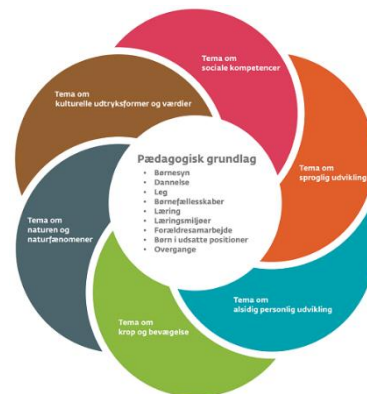 Tema om
sociale kompetencer
Tema om
sproglig udvikling
Tema om
alsidig personlig udvikling
Tema om
krop og bevægelse
Tema om
naturen og
naturfænomener
Tema om
kulturelle udtryksformer og værdier
Pædagogisk grundlag
• Børnesyn
• Dannelse
• Leg
• Børnefællesskaber
• Læring
• Læringsmiljøer
• Forældresamarbejde
• Børn i udsatte positioner
• Overgange